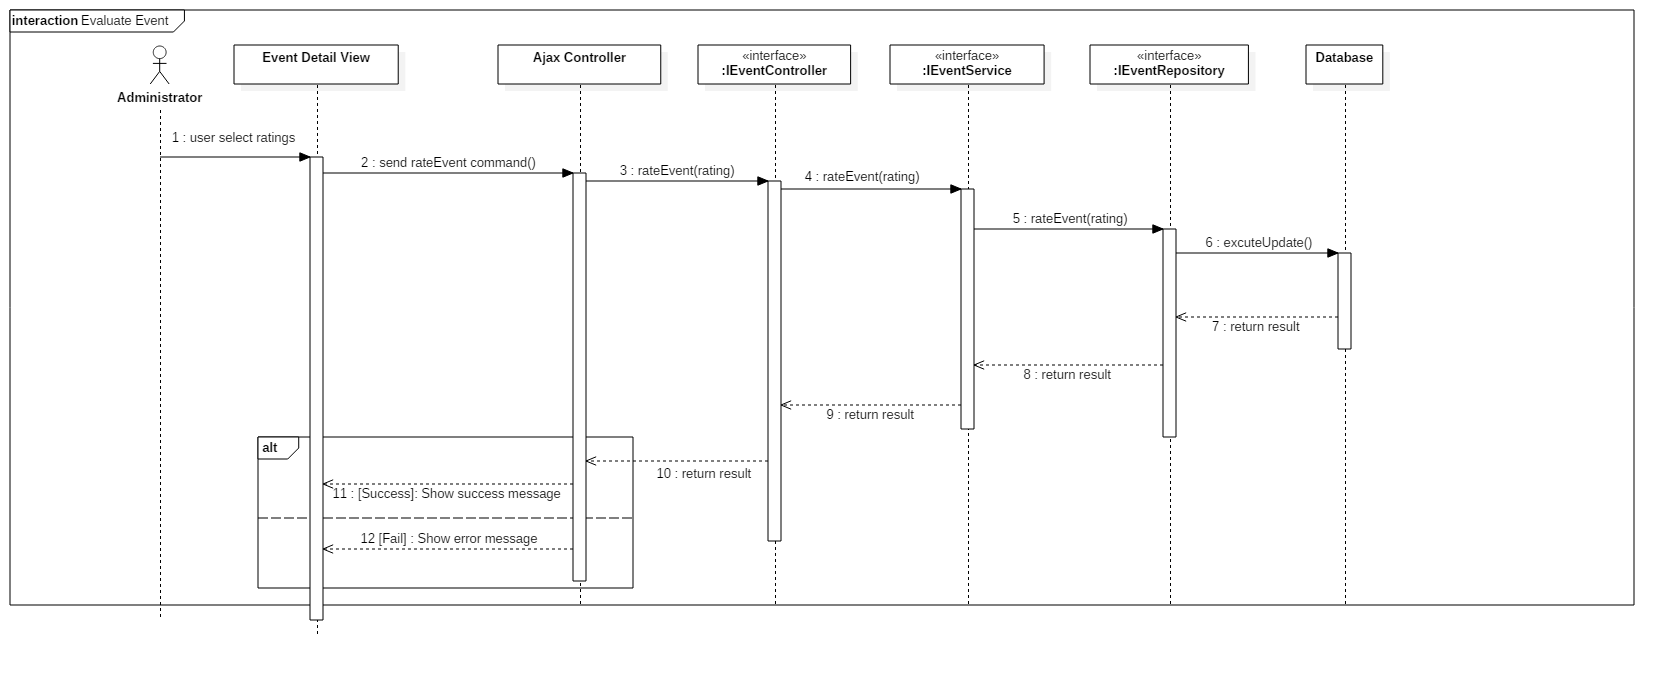 interaction Evaluate Event
Administrator
Event Detail View
Ajax Controller
«interface»
:IEventController
«interface»
:IEventService
«interface»
:IEventRepository
Database
1 : user select ratings
2 : send rateEvent command()
3 : rateEvent(rating)
4 : rateEvent(rating)
5 : rateEvent(rating)
6 : excuteUpdate()
7 : return result
8 : return result
9 : return result
alt
10 : return result
11 : [Success]: Show success message
12 [Fail] : Show error message